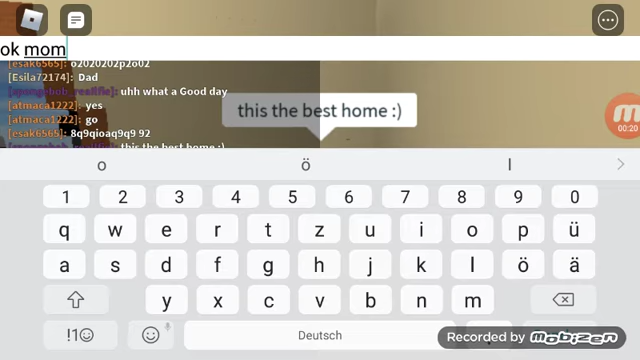 ok mom
[esak6565]: o2020202p2o02
[Esila72174]: Dad
uhh what a Good day
[atmaca1222]: yes
[atmaca1222]: go
[esak6565]: 8q9qioaq9q9 92
this the best home :)
this the best home :)
00:20
o ö l
1 2 3 4 5 6 7 8 9 0
q w e r t z u i o p ü
a s d f g h j k l ö ä
y x c v b n m
!1☺ Deutsch
Recorded by MOBIZEN